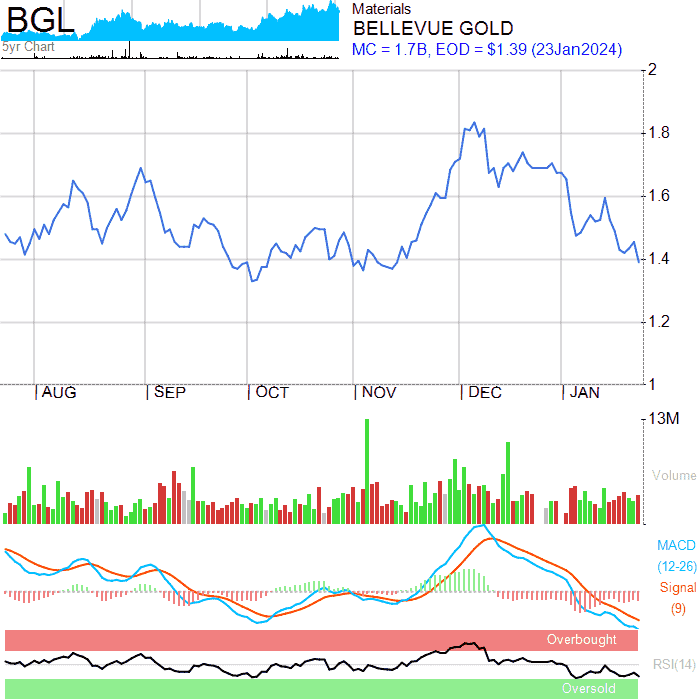 BGL
5yr Chart
Materials
BELLEVUE GOLD
MC = 1.7B, EOD = $1.39 (23Jan2024)
2
1.8
1.6
1.4
1.2
1
AUG SEP OCT NOV DEC JAN
13M
Volume
MACD
(12-26)
Signal
(9)
Overbought
RSI(14)
Oversold